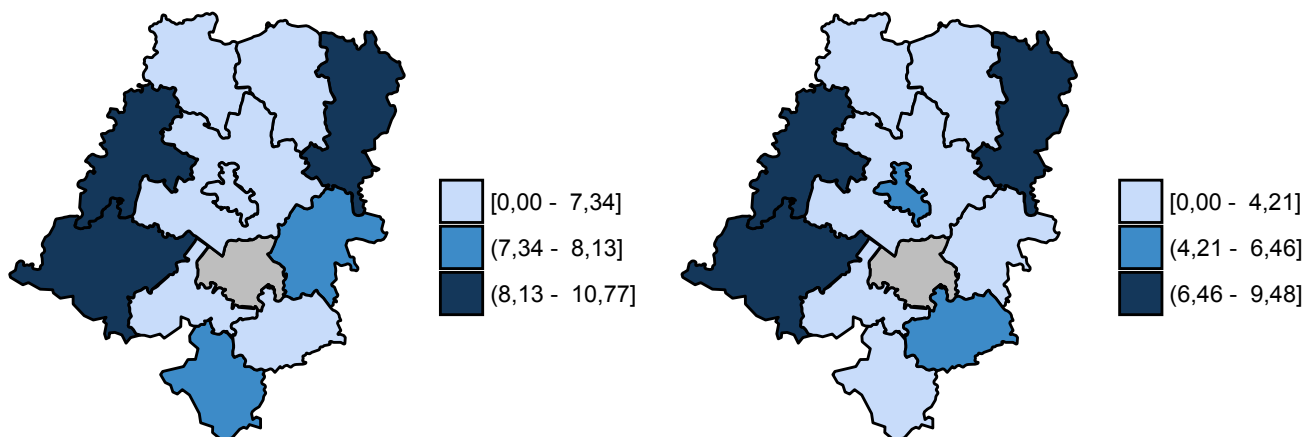 [0,00 - 7,34]
(7,34 - 8,13]
(8,13 - 10,77]
[0,00 - 4,21]
(4,21 - 6,46]
(6,46 - 9,48]